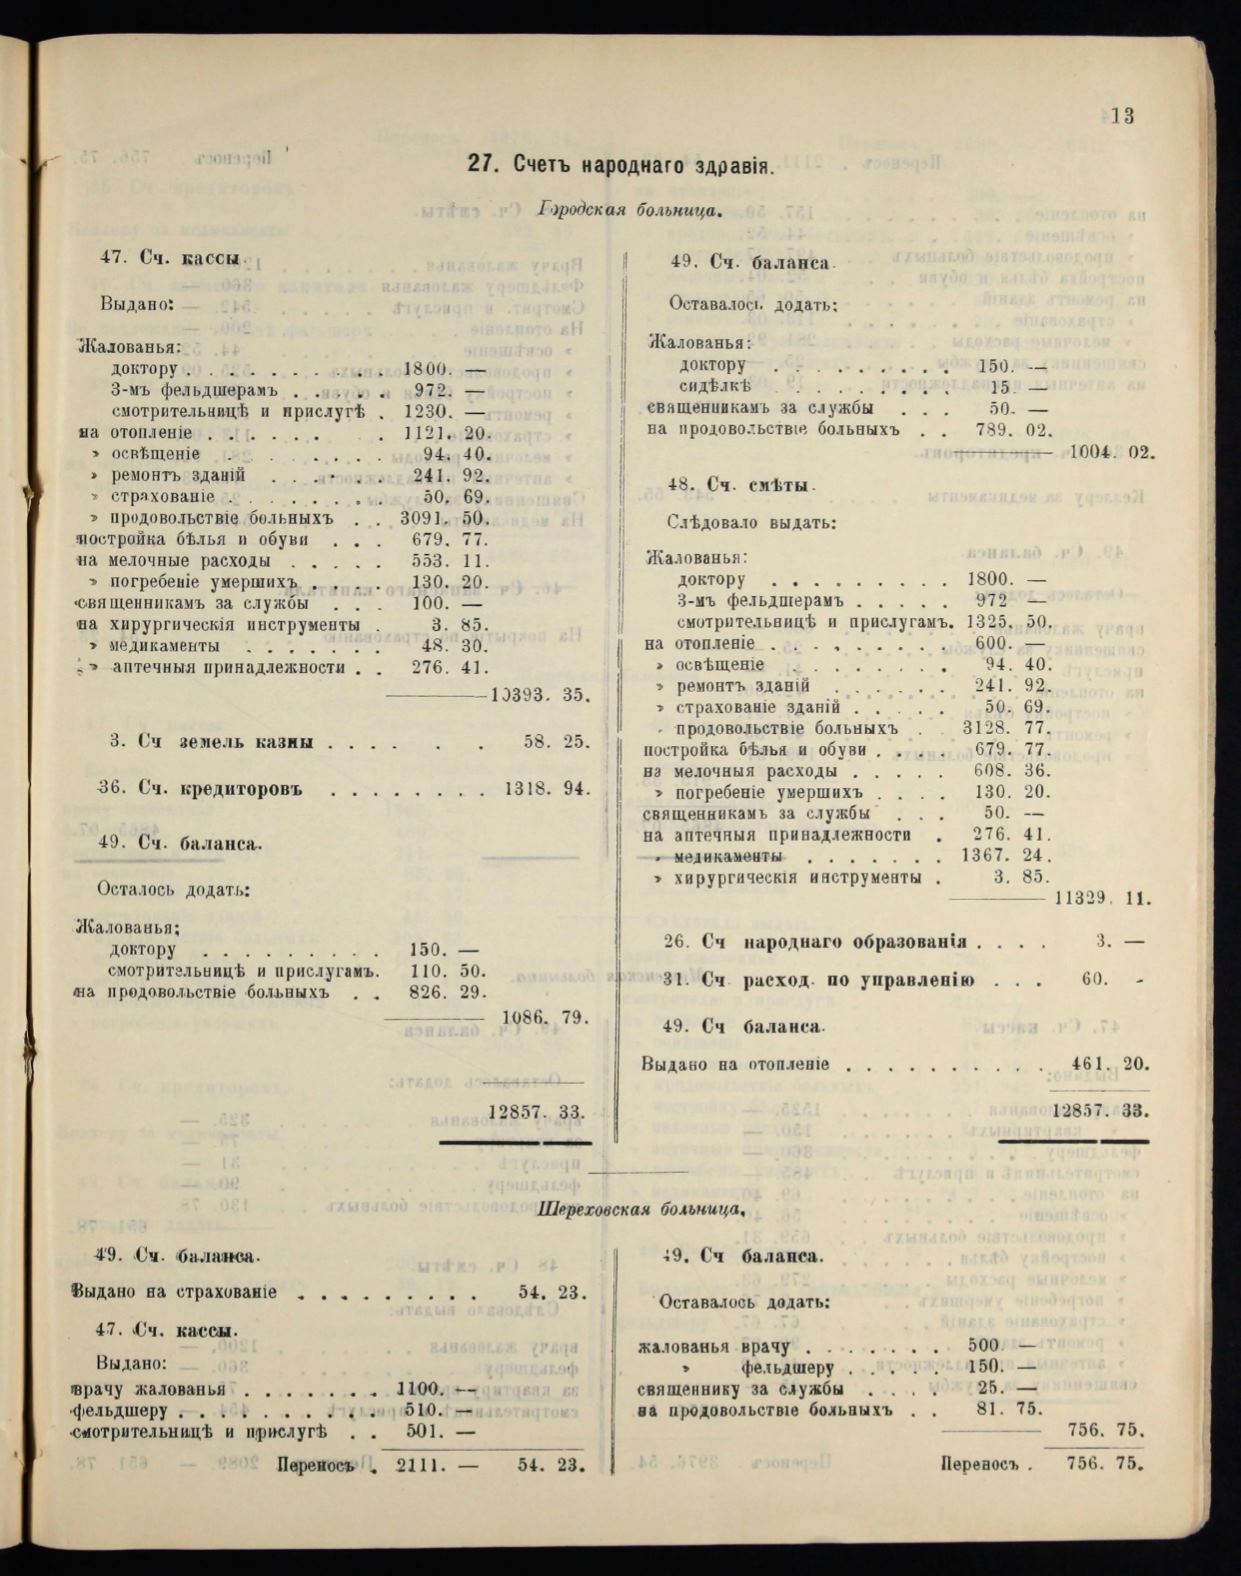 13
27. Счетъ народнаго здравія.
Городская больница.
47. Сч. кассы
Выдано:
Жалованья:
доктору . . . . . . . . . . 1800. —
3-мъ фельдшерамъ . . . . . 972. —
смотрительницѣ и прислугѣ . 1230. —
на отопленіе . . . . . . . 1121. 20.
» освѣщеніе . . . . . . . 94. 40.
» ремонтъ зданій . . . . . . 241. 92.
» страхованіе . . . . . . . . 50. 69.
» продовольствіе больныхъ . . 3091. 50.
постройка бѣлья и обуви . . . 679. 77.
на мелочные расходы . . . . . 553. 11.
» погребеніе умершихъ . . . . 130. 20.
священникамъ за службы . . . 100. —
на хирургическія инструменты . 3. 85.
» медикаменты . . . . . . . 48. 30.
» аптечныя принадлежности . . 276. 41.
10393. 35.
3. Сч земель казны . . . . . . 58. 25.
36. Сч. кредиторовъ . . . . . . . . 1318. 94.
49. Сч. баланса.
Осталось додать:
Жалованья;
доктору . . . . . . . . . 150. —
смотрительницѣ и прислугамъ. 110. 50.
на продовольствіе больныхъ . . 826. 29.
1086. 79.
12857. 33.
49. Сч. баланса.
Оставалось додать:
Жалованья:
доктору . . . . . . . . . 150. —
сидѣлкѣ . . . . . . . . . 15 —
священникамъ за службы . . . 50. —
на продовольствіе больныхъ . . 789. 02.
1004. 02.
48. Сч. смѣты.
Слѣдовало выдать:
Жалованья:
доктору . . . . . . . . . 1800. —
3-мъ фельдшерамъ . . . . . 972 —
смотрительницѣ и прислугамъ. 1325. 50.
на отопленіе . . . . . . . . . 600. —
» освѣщеніе . . . . . . . . 94. 40.
» ремонтъ зданій . . . . . . 241. 92.
» страхованіе зданій . . . . . 50. 69.
» продовольствіе больныхъ . 3128. 77.
постройка бѣлья и обуви . . . . 679. 77.
на мелочныя расходы . . . . . 608. 36.
» погребеніе умершихъ . . . . 130. 20.
священникамъ за службы . . . 50. —
на аптечныя принадлежности . 276. 41.
» медикаменты . . . . . . . 1367. 24.
» хирургическія инструменты . 3. 85.
11329. 11.
26. Сч народнаго образованія . . . . 3. —
31. Сч расход. по управленію . . . 60. -
49. Сч баланса.
Выдано на отопленіе . . . . . . . . . . 461. 20.
12857. 33.
Шереховская больница,
49. Сч. баланса.
Выдано на страхованіе . . . . . . . . . 54. 23.
47. Сч. кассы.
Выдано:
врачу жалованья . . . . . . . 1100. —
фельдшеру . . . . . . . . . . 510. —
смотрительницѣ и прислугѣ . . 501. —
Переносъ . 2111. — 54. 23.
49. Сч баланса.
Оставалось додать:
жалованья врачу . . . . . . . 500 —
» фельдшеру . . . . . 150. —
священнику за службы . . . . 25. —
на продовольствіе больныхъ . . 81. 75.
756. 75.
Переносъ . 756. 75.